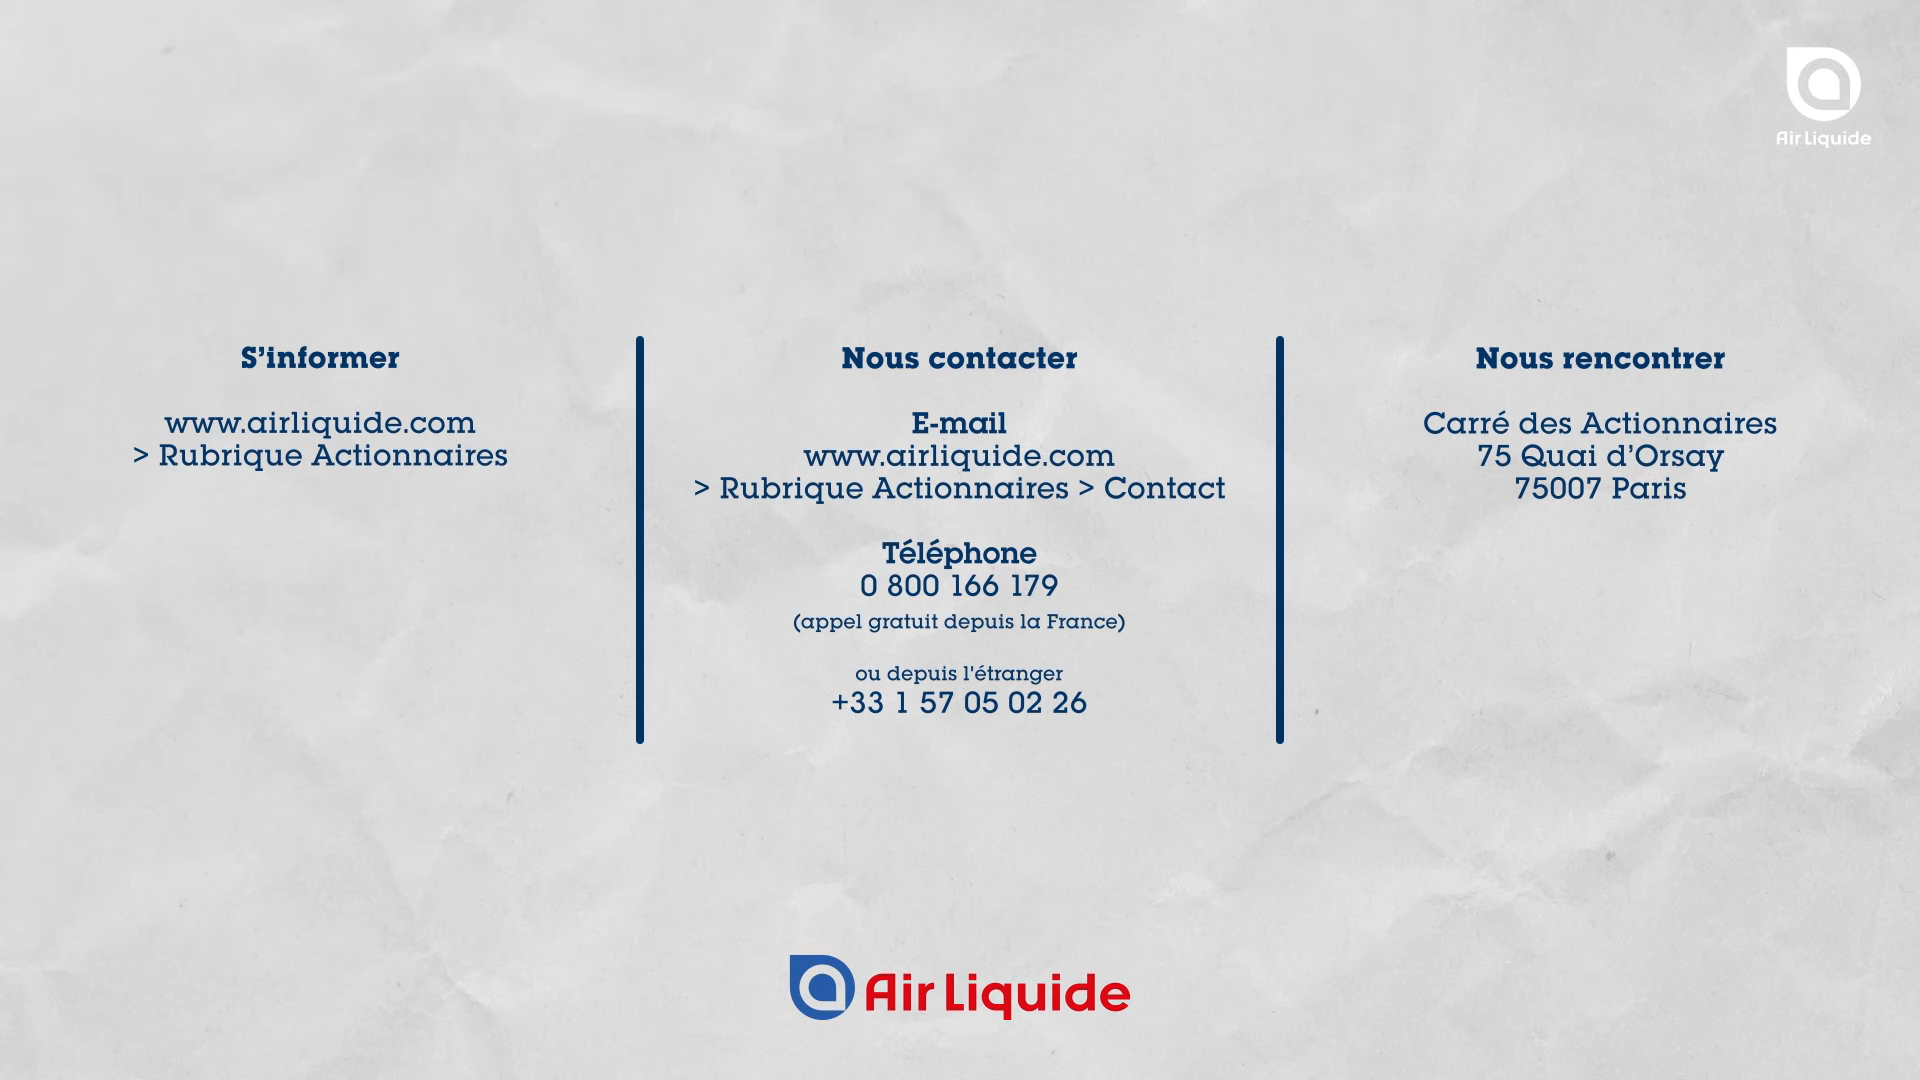 Air Liquide
S’informer
www.airliquide.com
> Rubrique Actionnaires
Nous contacter
E-mail
www.airliquide.com
> Rubrique Actionnaires > Contact
Téléphone
0 800 166 179
(appel gratuit depuis la France)
ou depuis l'étranger
+33 1 57 05 02 26
Nous rencontrer
Carré des Actionnaires
75 Quai d’Orsay
75007 Paris
Air Liquide